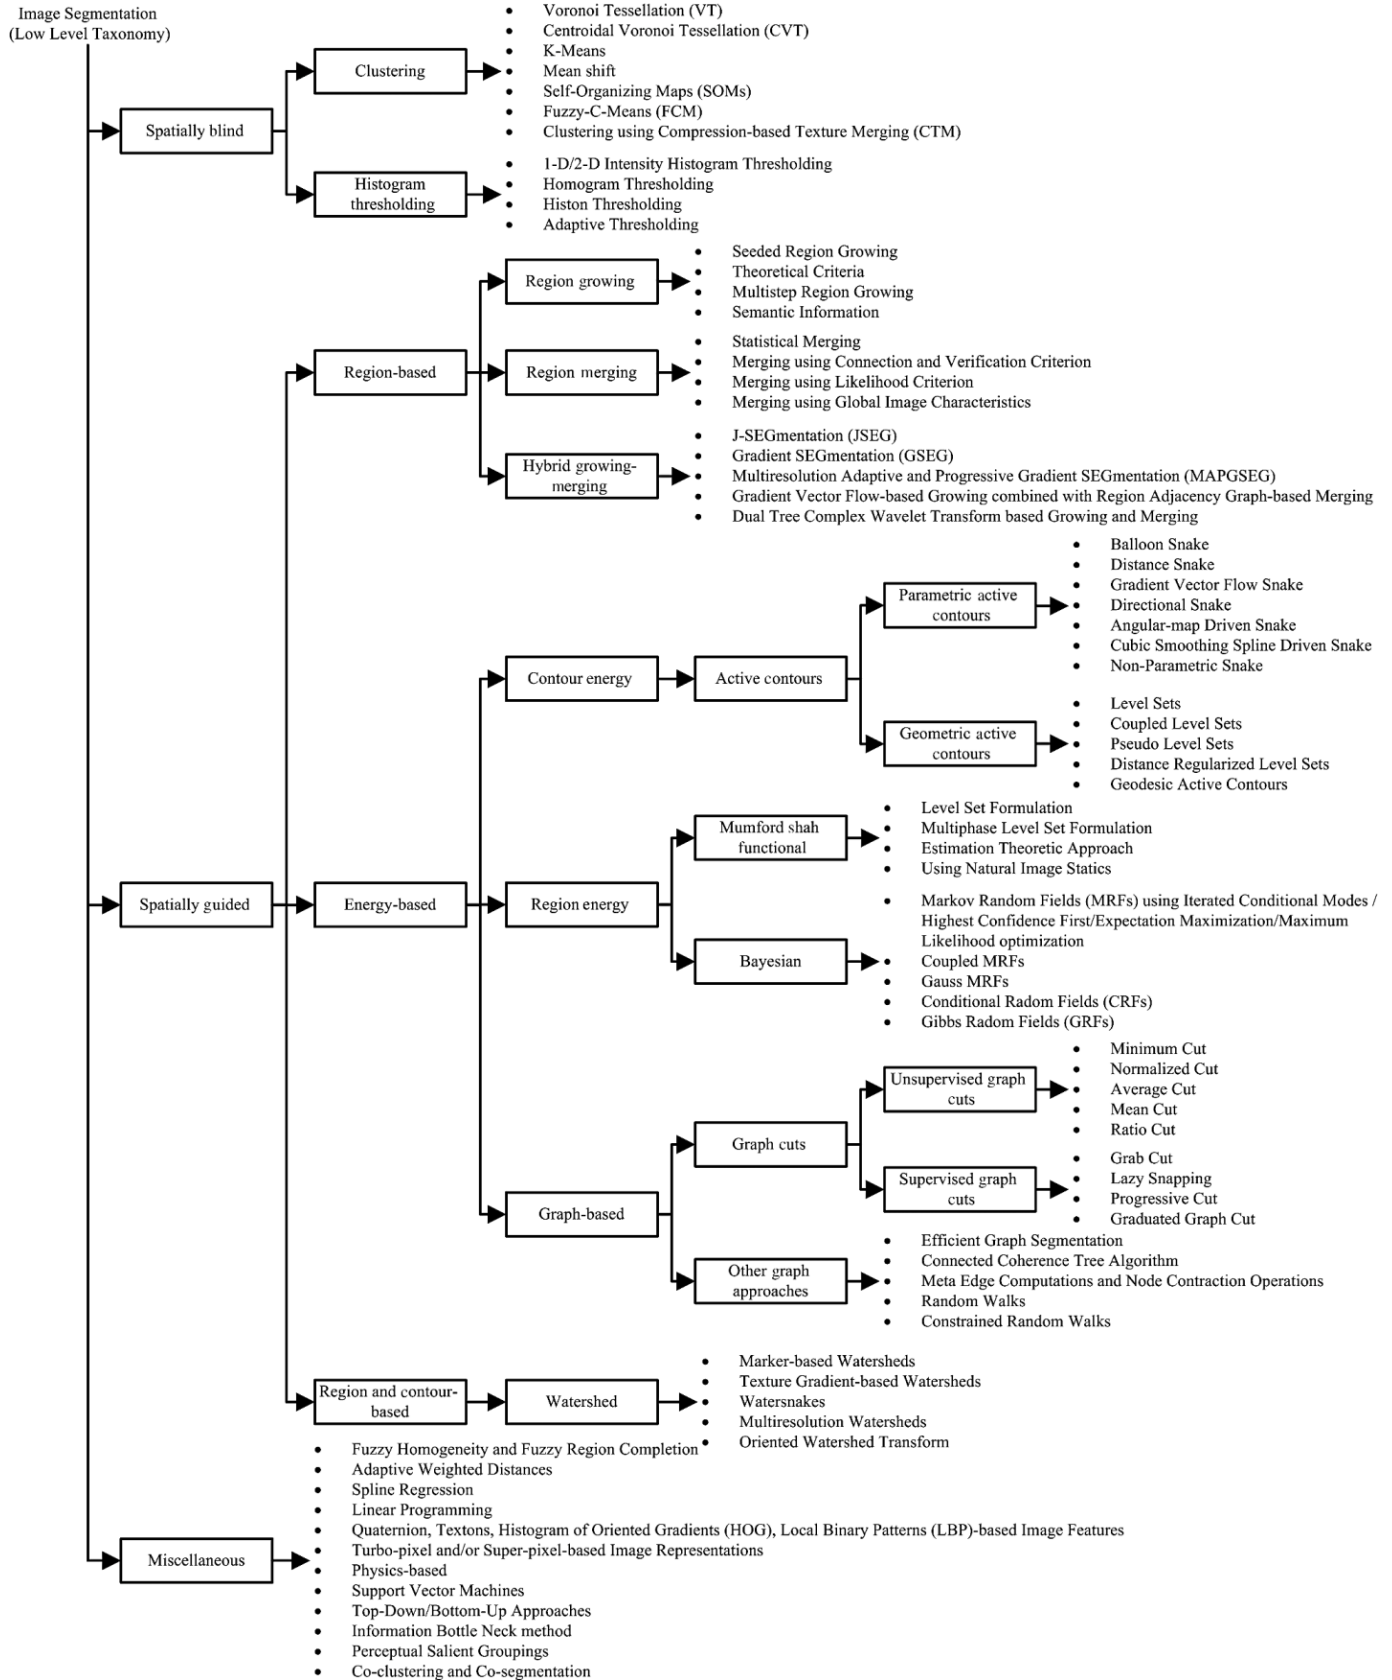 Image Segmentation
(Low Level Taxonomy)
Spatially blind
Clustering
Voronoi Tessellation (VT)
Centroidal Voronoi Tessellation (CVT)
K-Means
Mean shift
Self-Organizing Maps (SOMs)
Fuzzy-C-Means (FCM)
Clustering using Compression-based Texture Merging (CTM)
Histogram
thresholding
1-D/2-D Intensity Histogram Thresholding
Homogram Thresholding
Histon Thresholding
Adaptive Thresholding
Spatially guided
Region-based
Region growing
Seeded Region Growing
Theoretical Criteria
Multistep Region Growing
Semantic Information
Region merging
Statistical Merging
Merging using Connection and Verification Criterion
Merging using Likelihood Criterion
Merging using Global Image Characteristics
Hybrid growing-
merging
J-SEGmentation (JSEG)
Gradient SEGmentation (GSEG)
Multiresolution Adaptive and Progressive Gradient SEGmentation (MAPGSEG)
Gradient Vector Flow-based Growing combined with Region Adjacency Graph-based Merging
Dual Tree Complex Wavelet Transform based Growing and Merging
Energy-based
Contour energy
Active contours
Parametric active
contours
Balloon Snake
Distance Snake
Gradient Vector Flow Snake
Directional Snake
Angular-map Driven Snake
Cubic Smoothing Spline Driven Snake
Non-Parametric Snake
Geometric active
contours
Level Sets
Coupled Level Sets
Pseudo Level Sets
Distance Regularized Level Sets
Geodesic Active Contours
Region energy
Mumford shah
functional
Level Set Formulation
Multiphase Level Set Formulation
Estimation Theoretic Approach
Using Natural Image Statics
Bayesian
Markov Random Fields (MRFs) using Iterated Conditional Modes /
Highest Confidence First/Expectation Maximization/Maximum
Likelihood optimization
Coupled MRFs
Gauss MRFs
Conditional Radom Fields (CRFs)
Gibbs Radom Fields (GRFs)
Graph-based
Graph cuts
Unsupervised graph
cuts
Minimum Cut
Normalized Cut
Average Cut
Mean Cut
Ratio Cut
Supervised graph
cuts
Grab Cut
Lazy Snapping
Progressive Cut
Graduated Graph Cut
Other graph
approaches
Efficient Graph Segmentation
Connected Coherence Tree Algorithm
Meta Edge Computations and Node Contraction Operations
Random Walks
Constrained Random Walks
Region and contour-
based
Watershed
Marker-based Watersheds
Texture Gradient-based Watersheds
Watersnakes
Multiresolution Watersheds
Oriented Watershed Transform
Miscellaneous
Fuzzy Homogeneity and Fuzzy Region Completion
Adaptive Weighted Distances
Spline Regression
Linear Programming
Quaternion, Textons, Histogram of Oriented Gradients (HOG), Local Binary Patterns (LBP)-based Image Features
Turbo-pixel and/or Super-pixel-based Image Representations
Physics-based
Support Vector Machines
Top-Down/Bottom-Up Approaches
Information Bottle Neck method
Perceptual Salient Groupings
Co-clustering and Co-segmentation